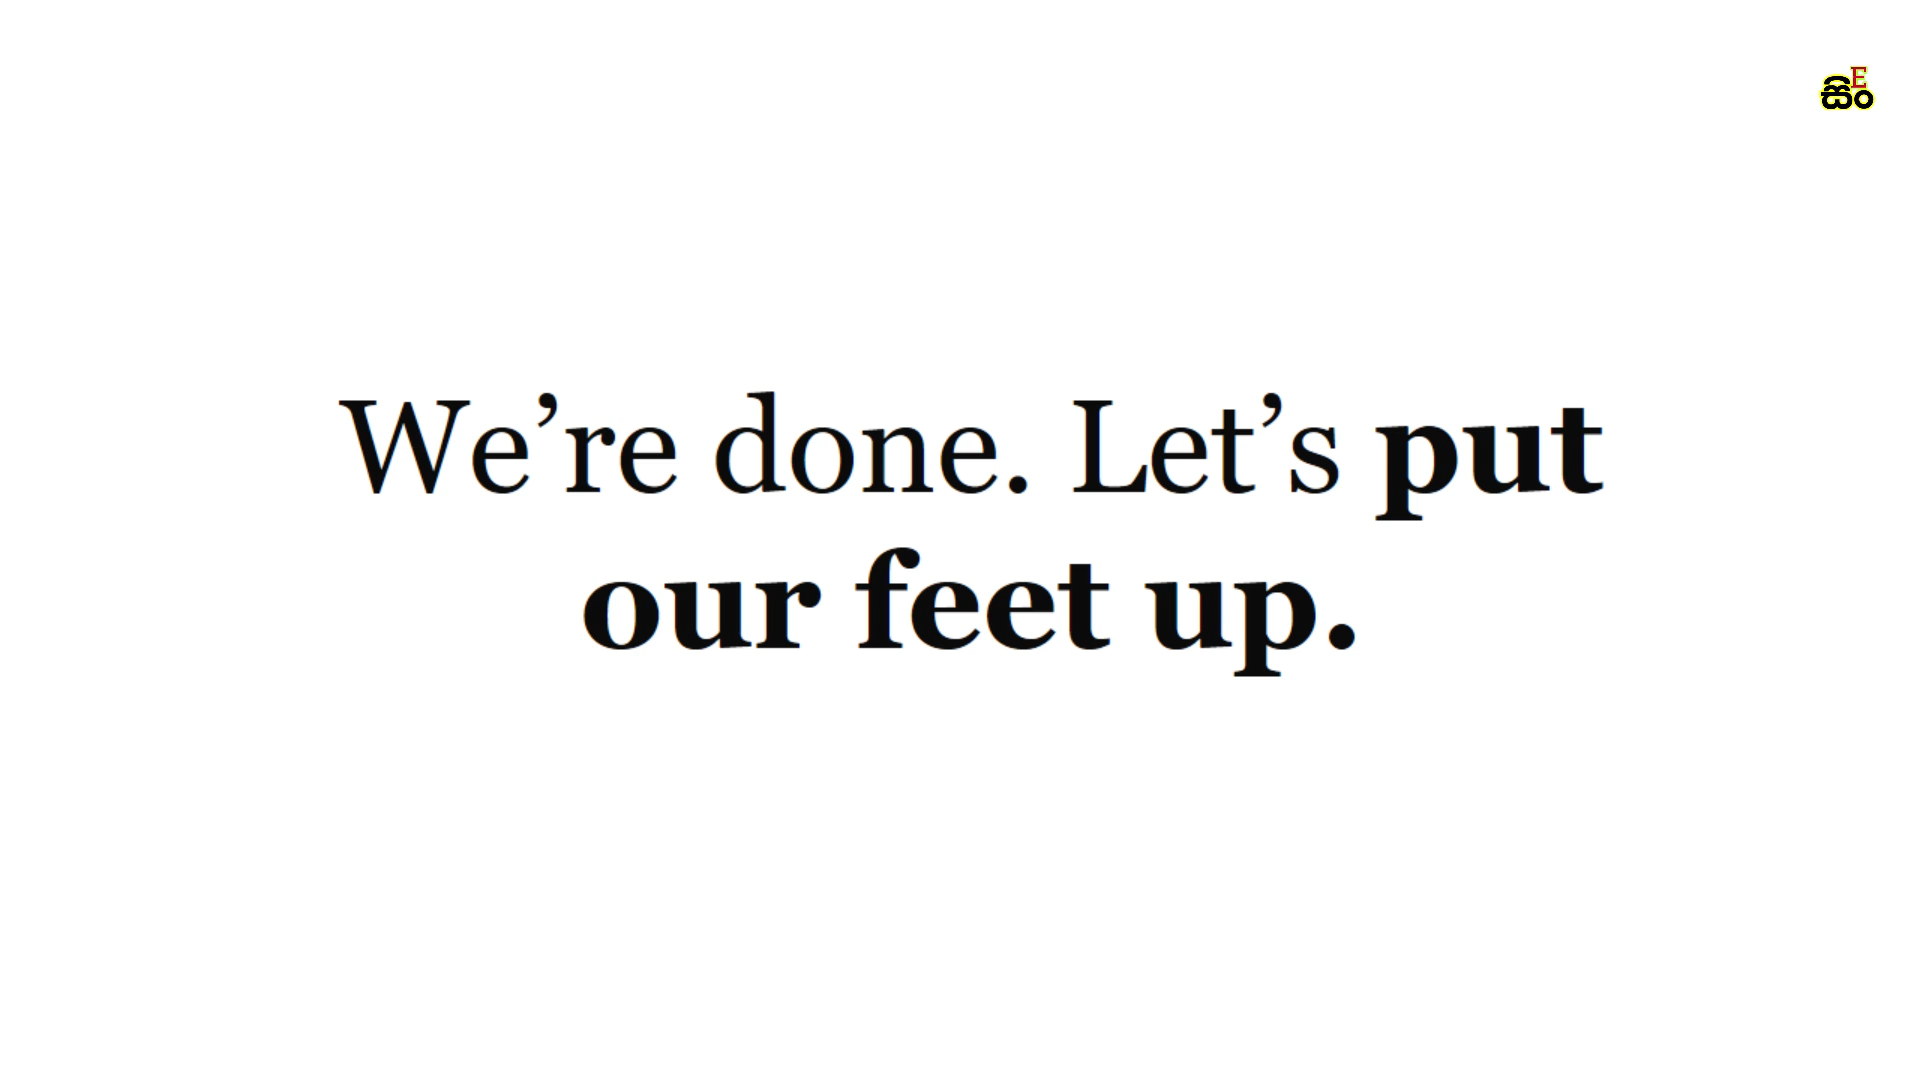 E
සිං
We’re done. Let’s put
our feet up.